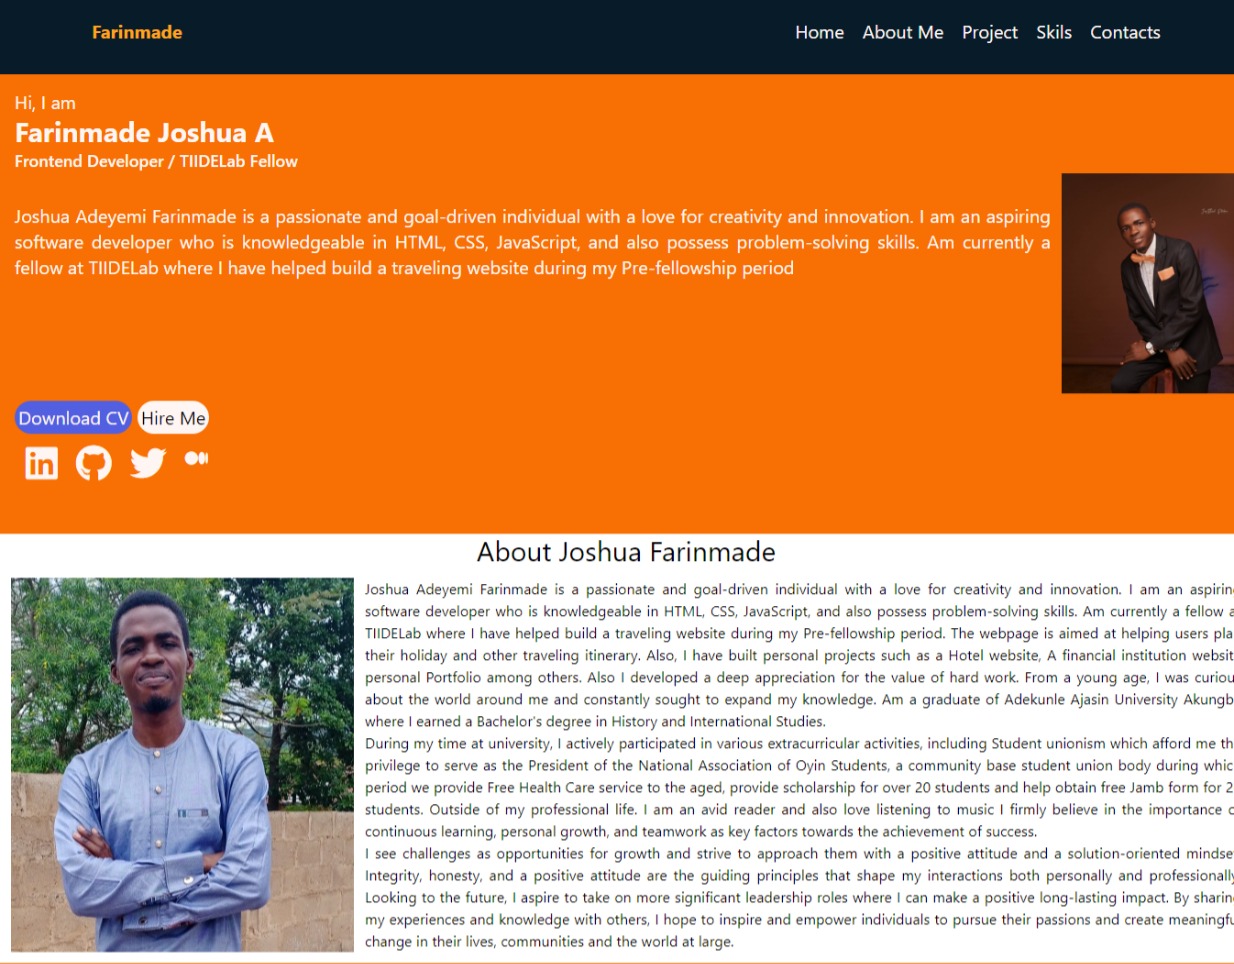 Farinmade
Home About Me Project Skils Contacts
Hi, I am
Farinmade Joshua A
Frontend Developer / TIIDELab Fellow
Joshua Adeyemi Farinmade is a passionate and goal-driven individual with a love for creativity and innovation. I am an aspiring
software developer who is knowledgeable in HTML, CSS, JavaScript, and also possess problem-solving skills. Am currently a
fellow at TIIDELab where I have helped build a traveling website during my Pre-fellowship period
Download CV Hire Me
in
About Joshua Farinmade
Joshua Adeyemi Farinmade is a passionate and goal-driven individual with a love for creativity and innovation. I am an aspirin
software developer who is knowledgeable in HTML, CSS, JavaScript, and also possess problem-solving skills. Am currently a fellow a
TIIDELab where I have helped build a traveling website during my Pre-fellowship period. The webpage is aimed at helping users pla
their holiday and other traveling itinerary. Also, I have built personal projects such as a Hotel website, A financial institution websit
personal Portfolio among others. Also I developed a deep appreciation for the value of hard work. From a young age, I was curiou
about the world around me and constantly sought to expand my knowledge. Am a graduate of Adekunle Ajasin University Akungb
where I earned a Bachelor's degree in History and International Studies.
During my time at university, I actively participated in various extracurricular activities, including Student unionism which afford me th
privilege to serve as the President of the National Association of Oyin Students, a community base student union body during whic
period we provide Free Health Care service to the aged, provide scholarship for over 20 students and help obtain free Jamb form for 2
students. Outside of my professional life. I am an avid reader and also love listening to music I firmly believe in the importance o
continuous learning, personal growth, and teamwork as key factors towards the achievement of success.
I see challenges as opportunities for growth and strive to approach them with a positive attitude and a solution-oriented mindse
Integrity, honesty, and a positive attitude are the guiding principles that shape my interactions both personally and professionally
Looking to the future, I aspire to take on more significant leadership roles where I can make a positive long-lasting impact. By sharin
my experiences and knowledge with others, I hope to inspire and empower individuals to pursue their passions and create meaningfu
change in their lives, communities and the world at large.